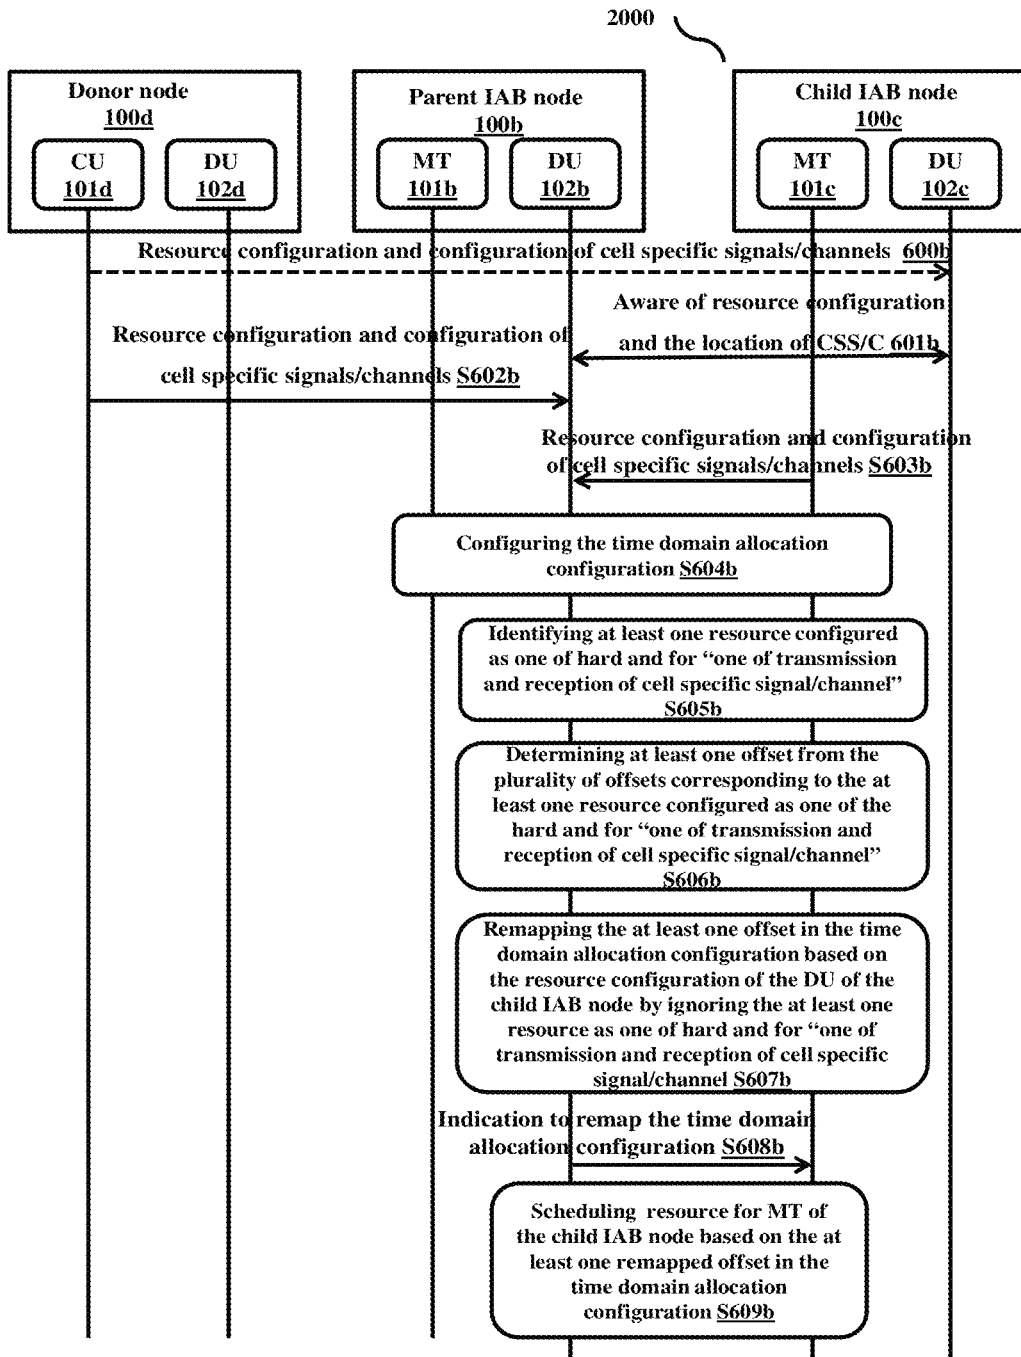 2000
Donor node
100d
CU
101d
DU
102d
Parent IAB node
100b
MT
101b
DU
102b
Child IAB node
100c
MT
101c
DU
102c
Resource configuration and configuration of cell specific signals/channels 600b
Aware of resource configuration
and the location of CSS/C 601b
Resource configuration and configuration of
cell specific signals/channels S602b
Resource configuration and configuration
of cell specific signals/channels S603b
Configuring the time domain allocation
configuration S604b
Identifying at least one resource configured
as one of hard and for “one of transmission
and reception of cell specific signal/channel”
S605b
Determining at least one offset from the
plurality of offsets corresponding to the at
least one resource configured as one of the
hard and for “one of transmission and
reception of cell specific signal/channel”
S606b
Remapping the at least one offset in the time
domain allocation configuration based on
the resource configuration of the DU of the
child IAB node by ignoring the at least one
resource as one of hard and for “one of
transmission and reception of cell specific
signal/channel S607b
Indication to remap the time domain
allocation configuration S608b
Scheduling resource for MT of
the child IAB node based on the at
least one remapped offset in the
time domain allocation
configuration S609b